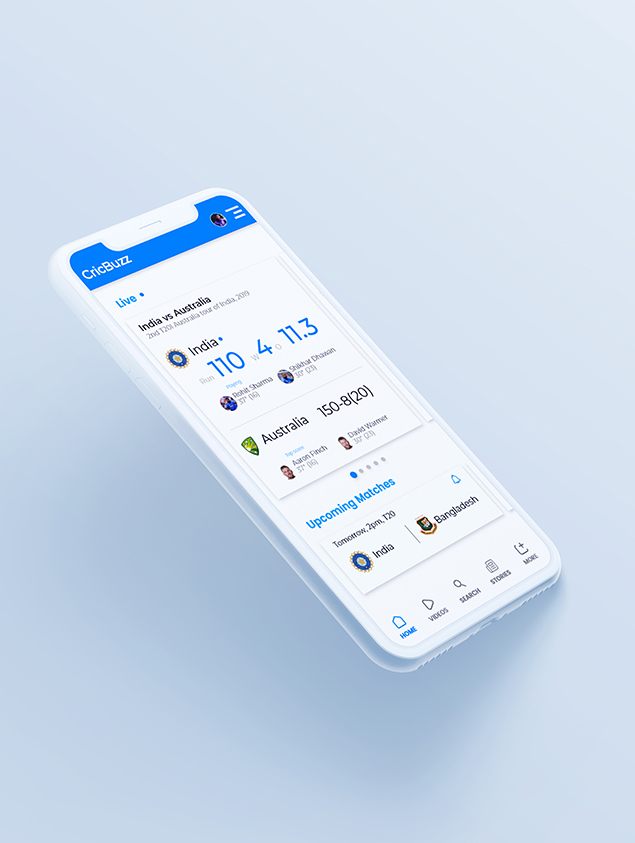 CricBuzz
Live
India vs Australia
2nd T20I Australia tour of India, 2019
India
Run 110 W 4 O 11.3
Playing
Rohit Sharma
37* (16)
Shikhar Dhawan
30* (23)
Australia 150-8(20)
Top score
Aaron Finch
37* (16)
David Warner
30* (23)
Upcoming Matches
Tomorrow, 2pm, T20
India
Bangladesh
HOME
VIDEOS
SEARCH
STORIES
MORE